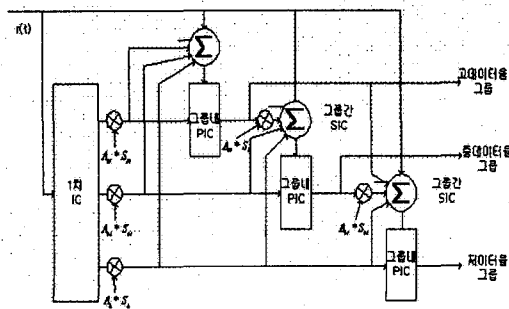 r(t)
Σ
1차
IC
그룹내
PIC
Σ
그룹간
SIC
고데이터율
그룹
그룹내
PIC
Σ
그룹간
SIC
중데이터율
그룹
그룹내
PIC
저데이터율
그룹